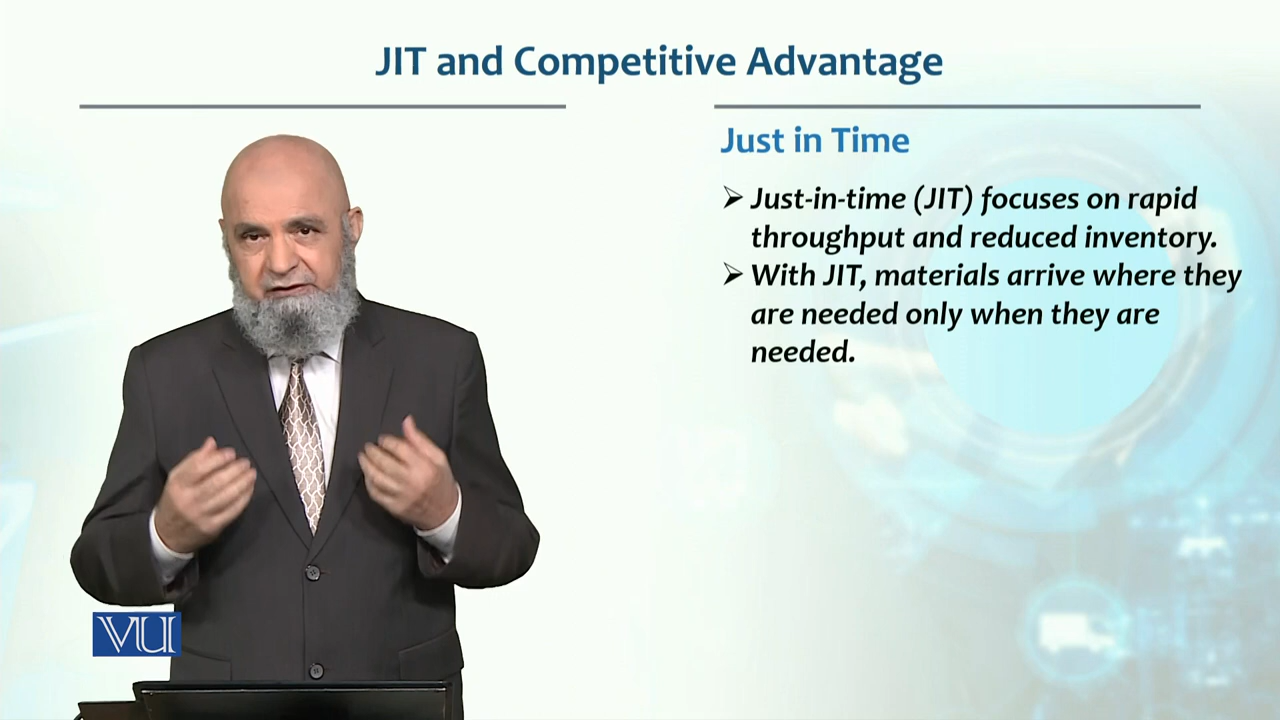 JIT and Competitive Advantage
Just in Time
➢ Just-in-time (JIT) focuses on rapid
throughput and reduced inventory.
➢ With JIT, materials arrive where they
are needed only when they are
needed.
VU